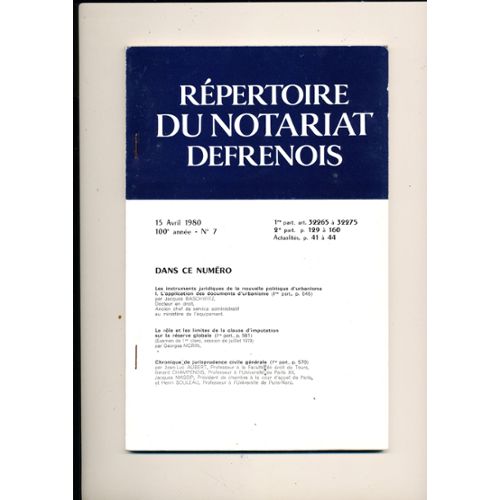 RÉPERTOIRE
DU NOTARIAT
DEFRENOIS
15 Avril 1980
100e année - N° 7
1re part. art. 32265 à 32275
2e part. p. 129 à 160
Actualités, p. 41 à 44
DANS CE NUMÉRO
Les instruments juridiques de la nouvelle politique d'urbanisme
I. L'application des documents d'urbanisme (1re part., p. 545)
par Jacques
Docteur en droit,
Ancien chef de service administratif
au ministère de l'équipement.
Le rôle et les limites de la clause d'imputation
sur la réserve globale (1re part., p. 561)
(Examen de 1er clerc, session de juillet 1979)
par Georges MORIN.
Chronique de jurisprudence civile générale (1re part., p. 570)
par Jean-Luc AUBERT, Professeur à la Faculté de droit de Tours,
Gérard CHAMPENOIS, Professeur à l'Université de Paris XII,
Jacques MASSIP, Président de chambre à la cour d'appel de Paris,
et Henri SOULEAU, Professeur à l'Université de